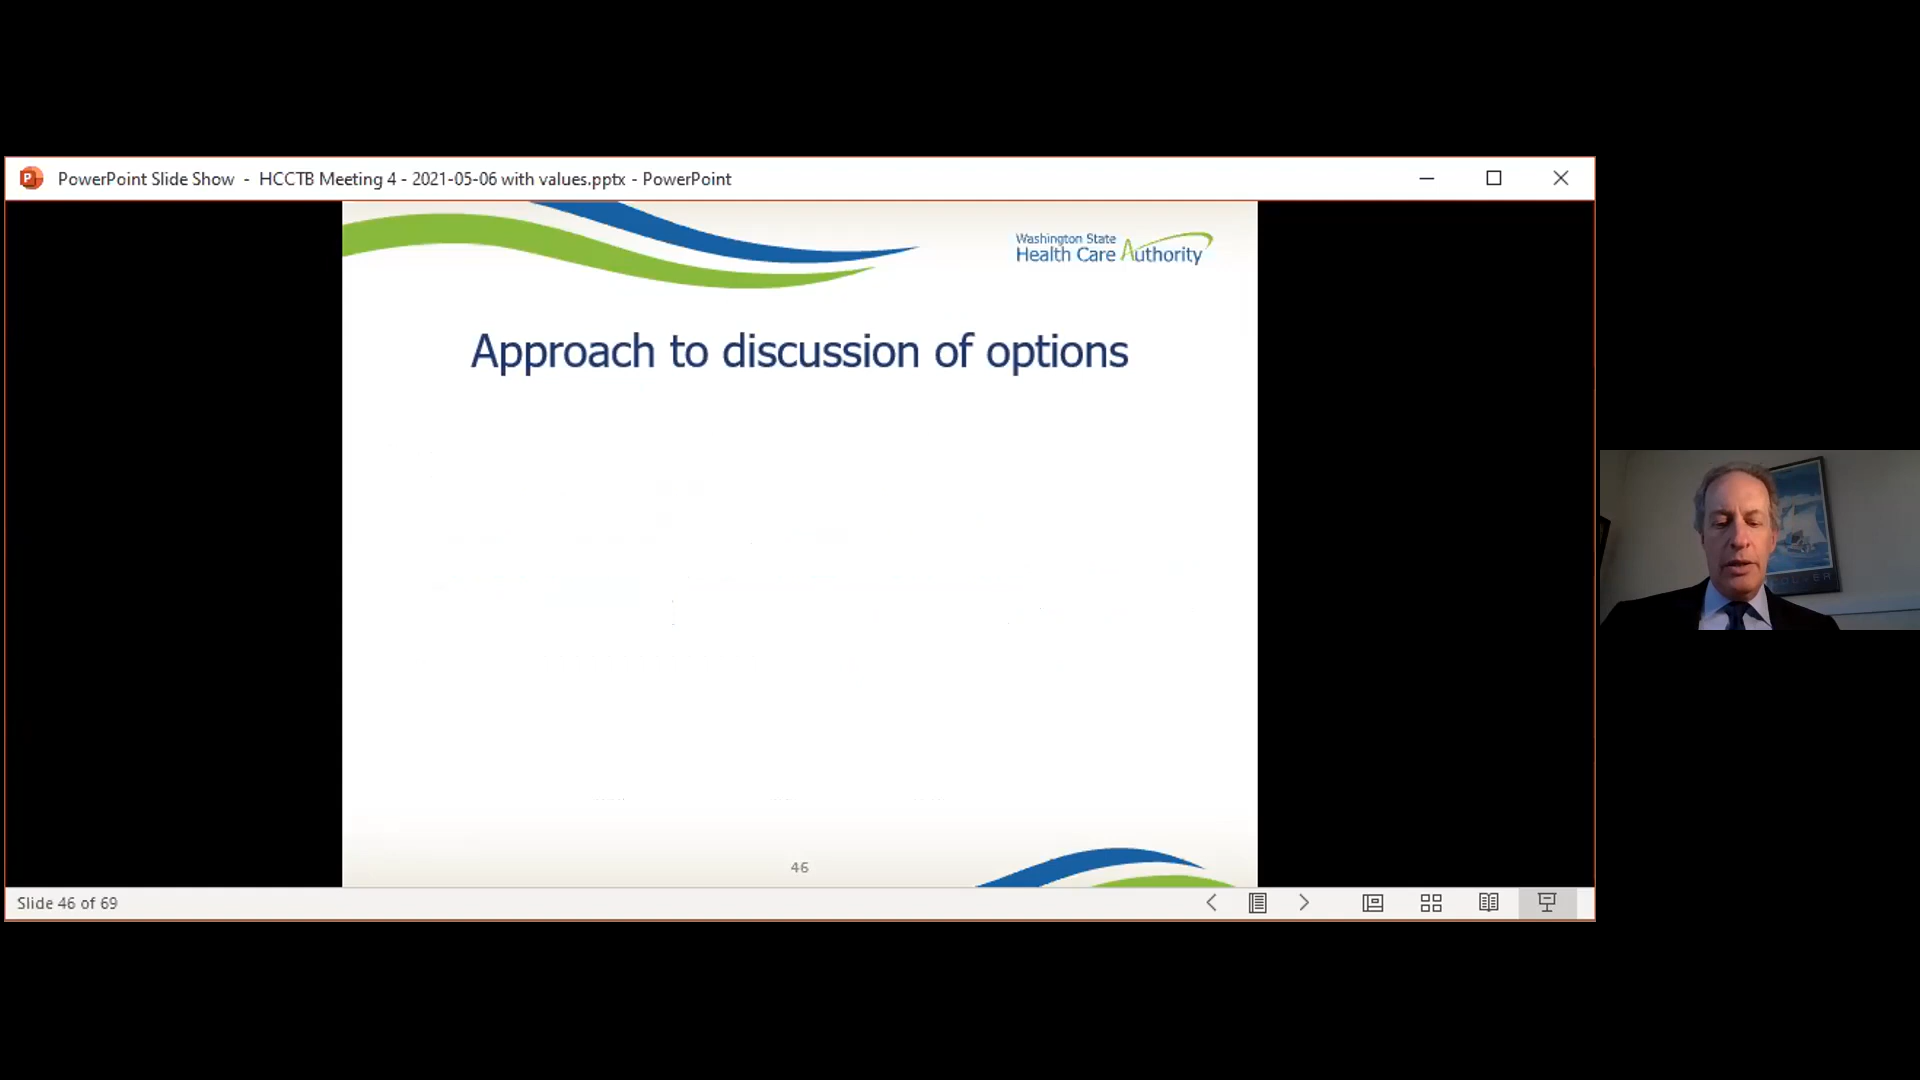 PowerPoint Slide Show - HCCTB Meeting 4 - 2021-05-06 with values.pptx - PowerPoint
Washington State
Health Care Authority
Approach to discussion of options
46
Slide 46 of 69